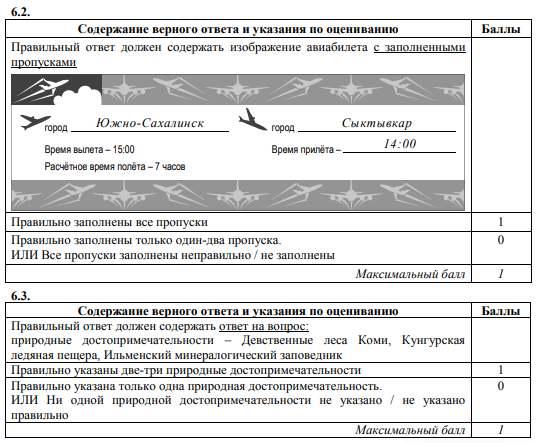 6.2.
Содержание верного ответа и указания по оцениванию Баллы
Правильный ответ должен содержать изображение авиабилета с заполненными
пропусками
город Южно-Сахалинск город Сыктывкар
Время вылета – 15:00 Время прилёта – 14:00
Расчётное время полёта – 7 часов
Правильно заполнены все пропуски 1
Правильно заполнены только один-два пропуска. 0
ИЛИ Все пропуски заполнены неправильно / не заполнены
Максимальный балл 1
6.3.
Содержание верного ответа и указания по оцениванию Баллы
Правильный ответ должен содержать ответ на вопрос:
природные достопримечательности – Девственные леса Коми, Кунгурская
ледяная пещера, Ильменский минералогический заповедник
Правильно указаны две-три природные достопримечательности 1
Правильно указана только одна природная достопримечательность. 0
ИЛИ Ни одной природной достопримечательности не указано / не указано
правильно
Максимальный балл 1